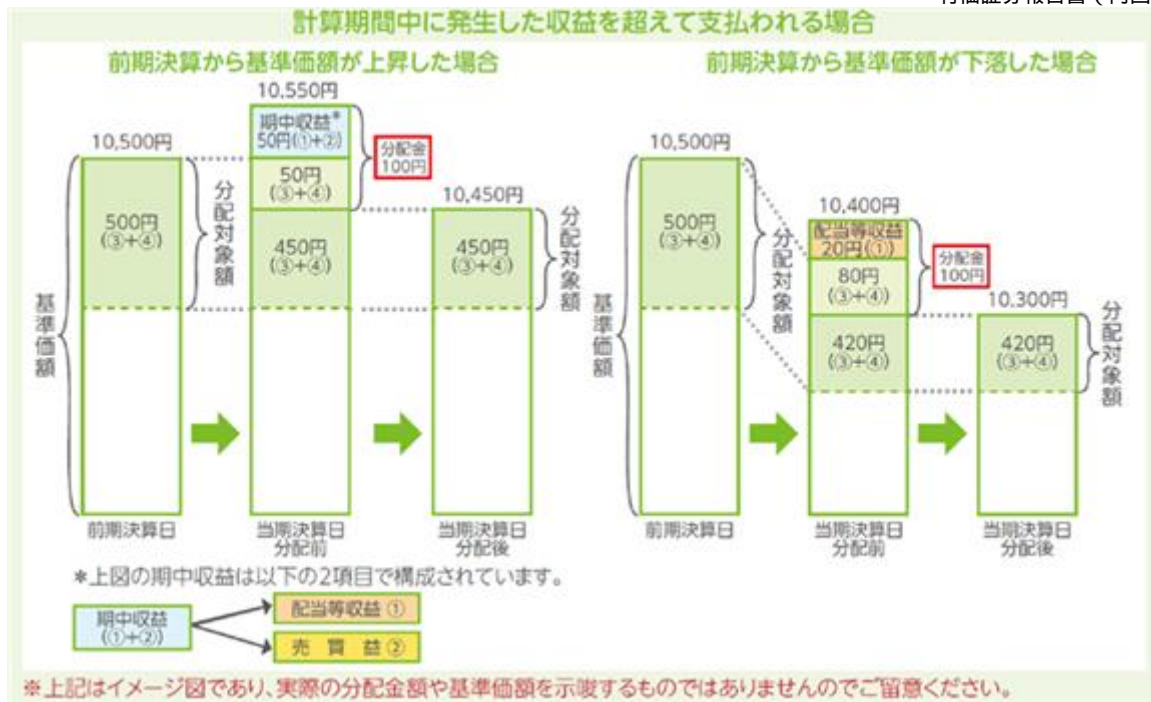 計算期間中に発生した収益を超えて支払われる場合
前期決算から基準価額が上昇した場合
10,500円
500円
(③+④)
基準価額
分配対象額
10,550円
期中収益*
50円(①+②)
50円
(③+④)
450円
(③+④)
分配金
100円
10,450円
450円
(③+④)
分配対象額
前期決算日
当期決算日
分配前
当期決算日
分配後
前期決算から基準価額が下落した場合
10,500円
500円
(③+④)
基準価額
分配対象額
10,400円
配当等収益
20円(①)
80円
(③+④)
420円
(③+④)
分配金
100円
10,300円
420円
(③+④)
分配対象額
前期決算日
当期決算日
分配前
当期決算日
分配後
*上図の期中収益は以下の2項目で構成されています。
期中収益
(①+②)
配当等収益 ①
売 買 益 ②
※上記はイメージ図であり、実際の分配金額や基準価額を示唆するものではありませんのでご留意ください。